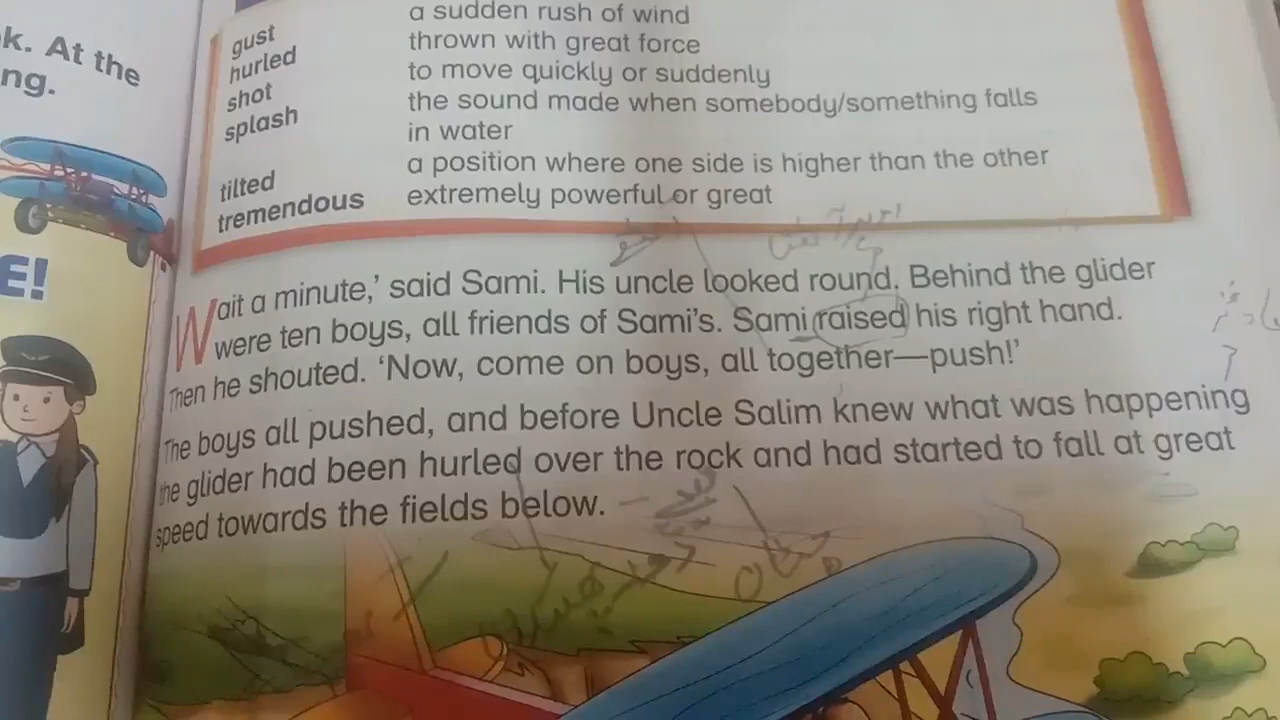 k. At the
ng.
E!
gust a sudden rush of wind
hurled thrown with great force
shot to move quickly or suddenly
splash the sound made when somebody/something falls
in water
tilted a position where one side is higher than the other
tremendous extremely powerful or great
Wait a minute,’ said Sami. His uncle looked round. Behind the glider
were ten boys, all friends of Sami’s. Sami raised his right hand.
Then he shouted. ‘Now, come on boys, all together—push!’
The boys all pushed, and before Uncle Salim knew what was happening
the glider had been hurled over the rock and had started to fall at great
speed towards the fields below.
چٹان